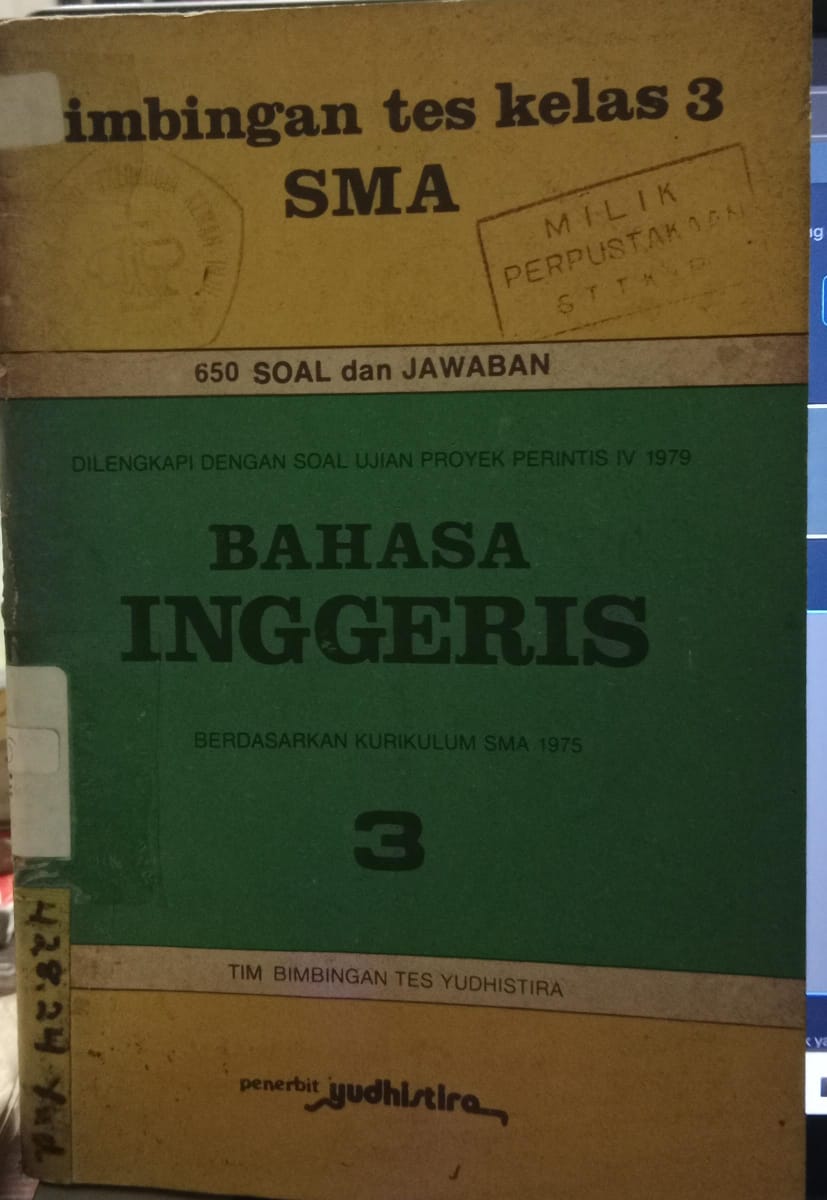 imbingan tes kelas 3
SMA
MILIK
PERPUSTAKAAN
650 SOAL dan JAWABAN
DILENGKAPI DENGAN SOAL UJIAN PROYEK PERINTIS IV 1979
BAHASA
INGGERIS
BERDASARKAN KURIKULUM SMA 1975
3
TIM BIMBINGAN TES YUDHISTIRA
penerbit yudhistira
428.24 Yud